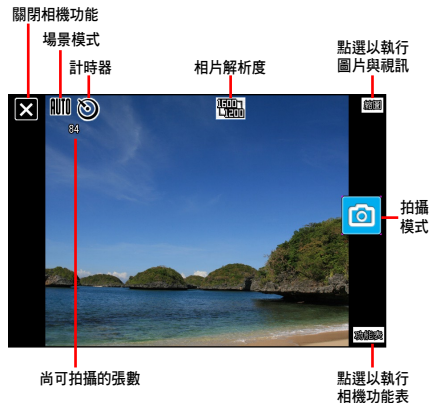 關閉相機功能
場景模式
計時器
相片解析度
點選以執行
圖片與視訊
AUTO
1600
1200
縮圖
84
拍攝
模式
功能表
尚可拍攝的張數
點選以執行
相機功能表